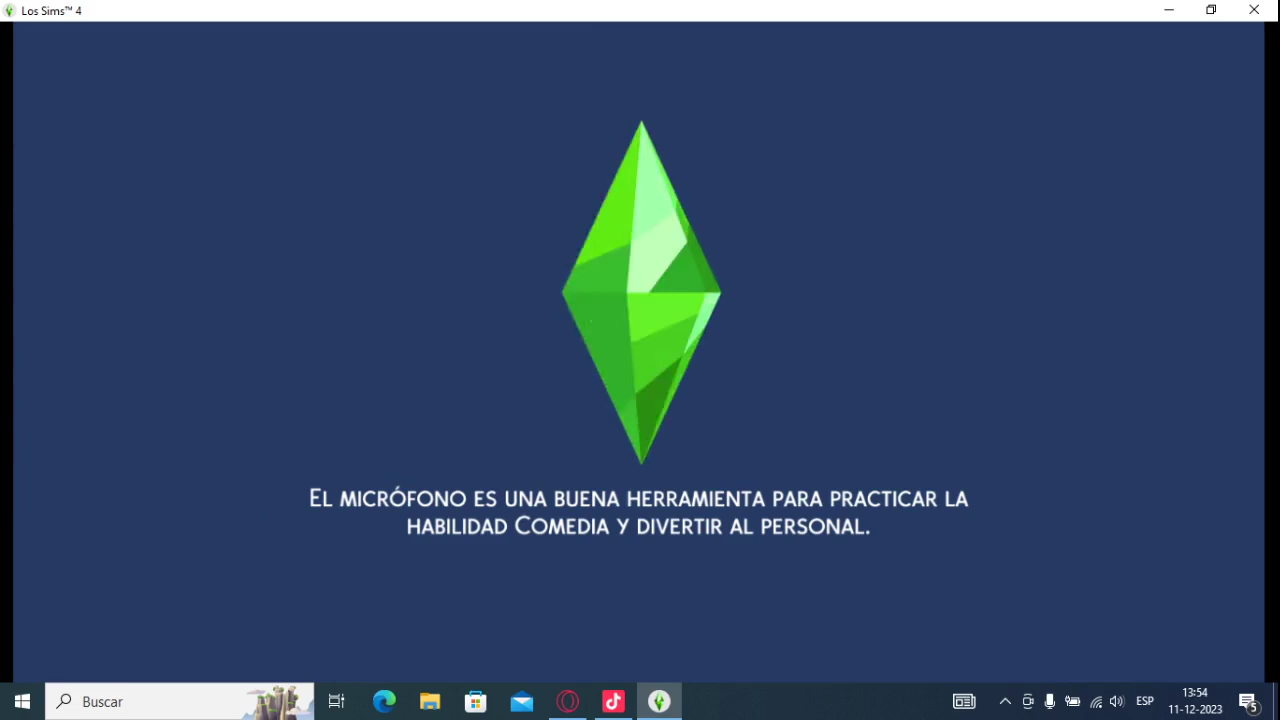 Los Sims™ 4
EL MICRÓFONO ES UNA BUENA HERRAMIENTA PARA PRACTICAR LA
HABILIDAD COMEDIA Y DIVERTIR AL PERSONAL.
Buscar
ESP
13:54
11-12-2023
5